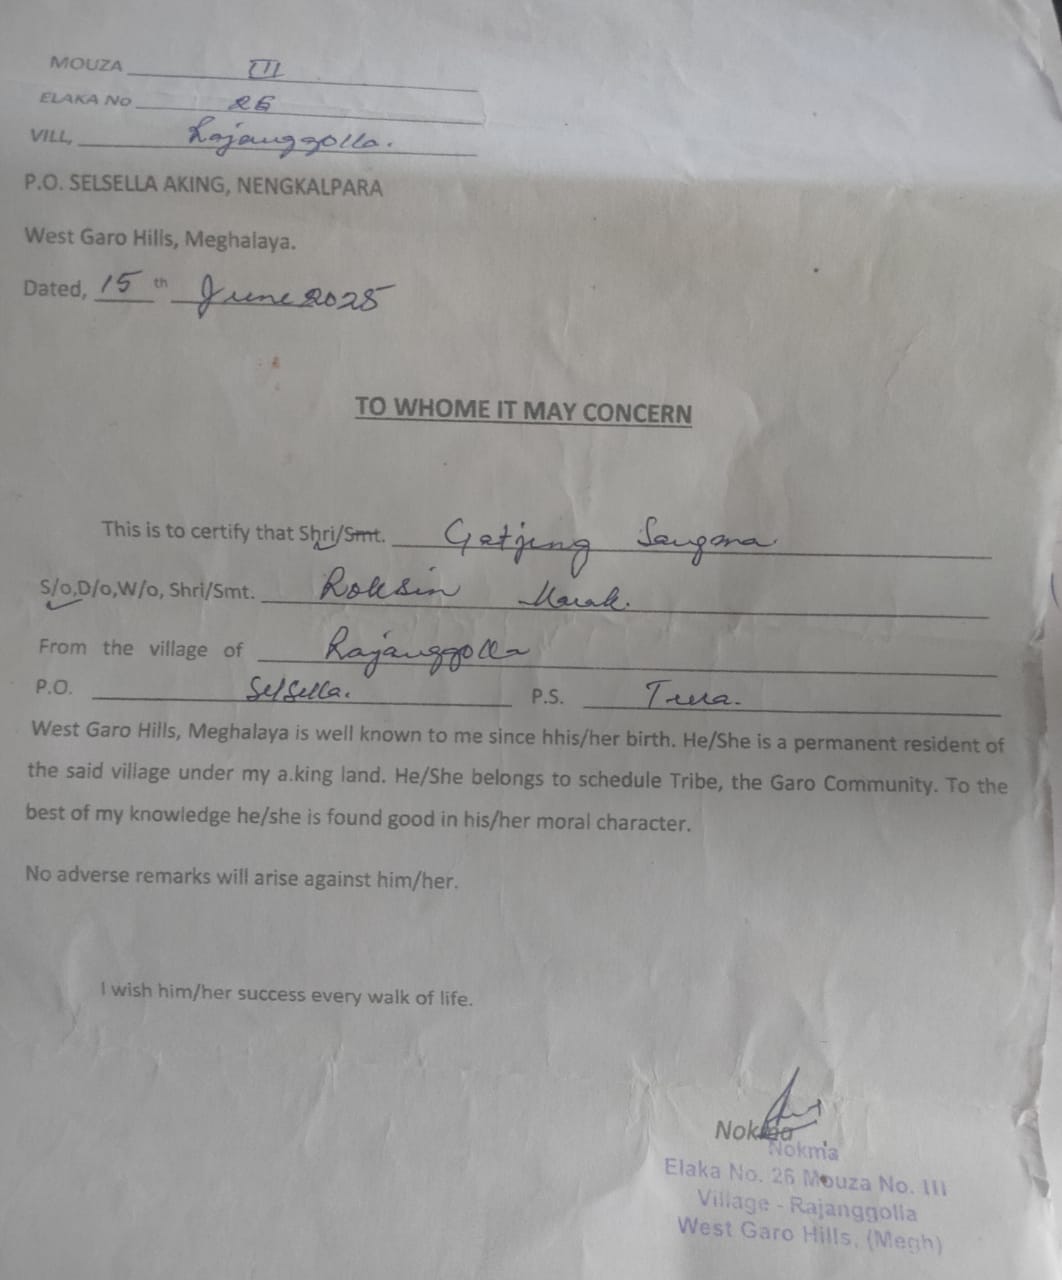 MOUZA III
ELAKA No 26
VILL, Rajanggolla.
P.O. SELSELLA AKING, NENGKALPARA
West Garo Hills, Meghalaya.
Dated, 15 th June 2025
TO WHOME IT MAY CONCERN
This is to certify that Shri/Smt. Gatjeng Sangma
S/o,D/o,W/o, Shri/Smt. Roksin Marak.
From the village of Rajanggolla
P.O. Selsella. P.S. Tura.
West Garo Hills, Meghalaya is well known to me since hhis/her birth. He/She is a permanent resident of
the said village under my a.king land. He/She belongs to schedule Tribe, the Garo Community. To the
best of my knowledge he/she is found good in his/her moral character.
No adverse remarks will arise against him/her.
I wish him/her success every walk of life.
Nokma
Nokma
Elaka No. 26 Mouza No. III
Village - Rajanggolla
West Garo Hills, (Megh)